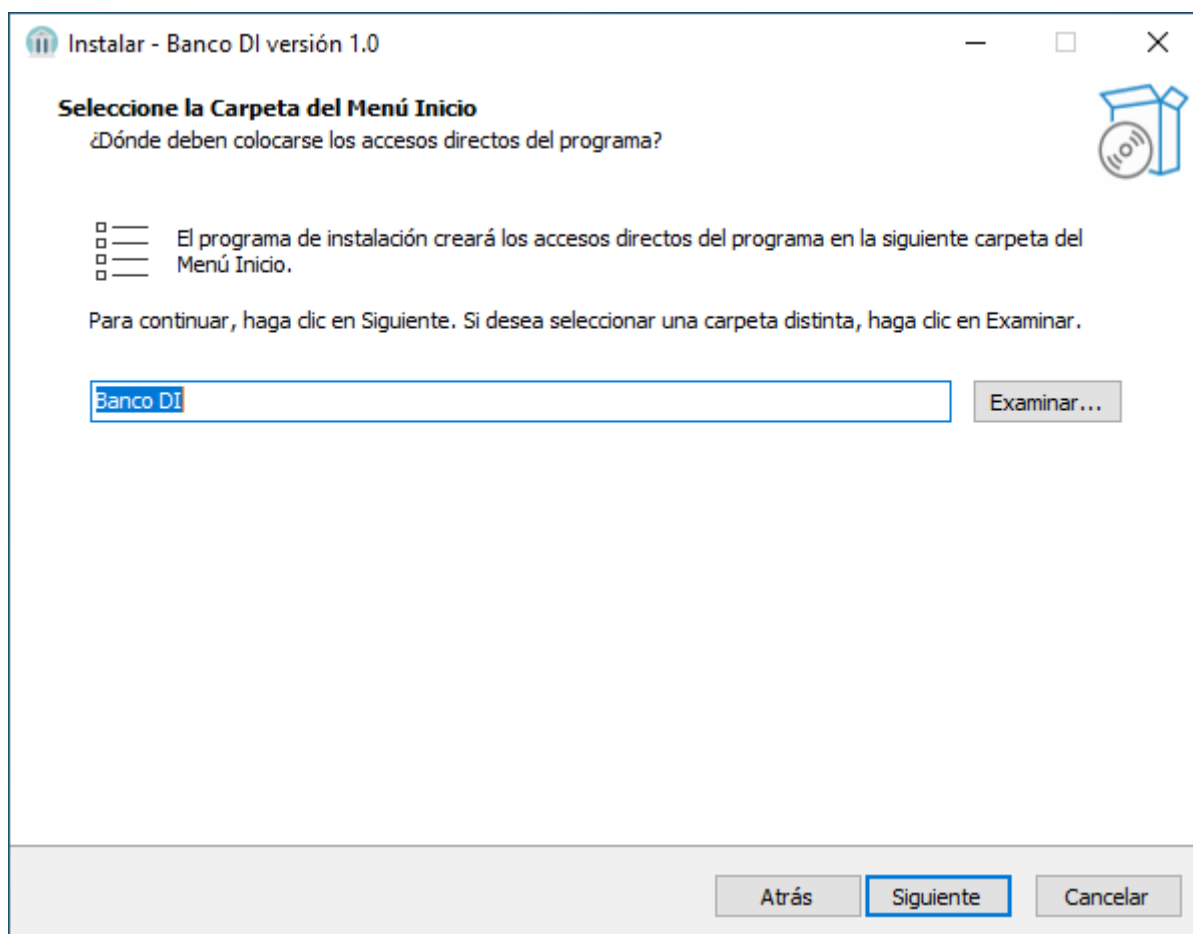 Instalar - Banco DI versión 1.0
Seleccione la Carpeta del Menú Inicio
¿Dónde deben colocarse los accesos directos del programa?
El programa de instalación creará los accesos directos del programa en la siguiente carpeta del
Menú Inicio.
Para continuar, haga clic en Siguiente. Si desea seleccionar una carpeta distinta, haga clic en Examinar.
Banco DI
Examinar...
Atrás
Siguiente
Cancelar